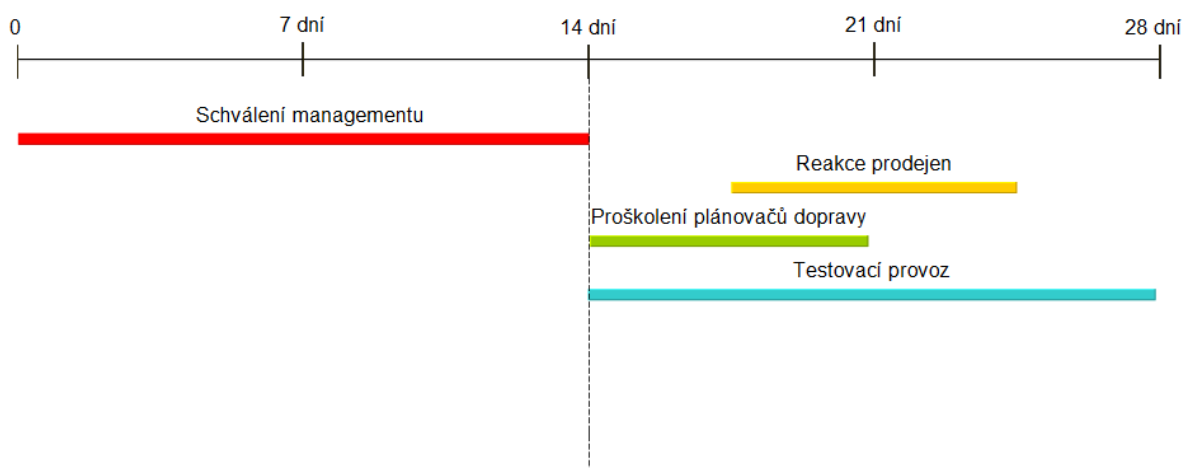 0
7 dní
14 dní
21 dní
28 dní
Schválení managementu
Reakce prodejen
Proškolení plánovačů dopravy
Testovací provoz